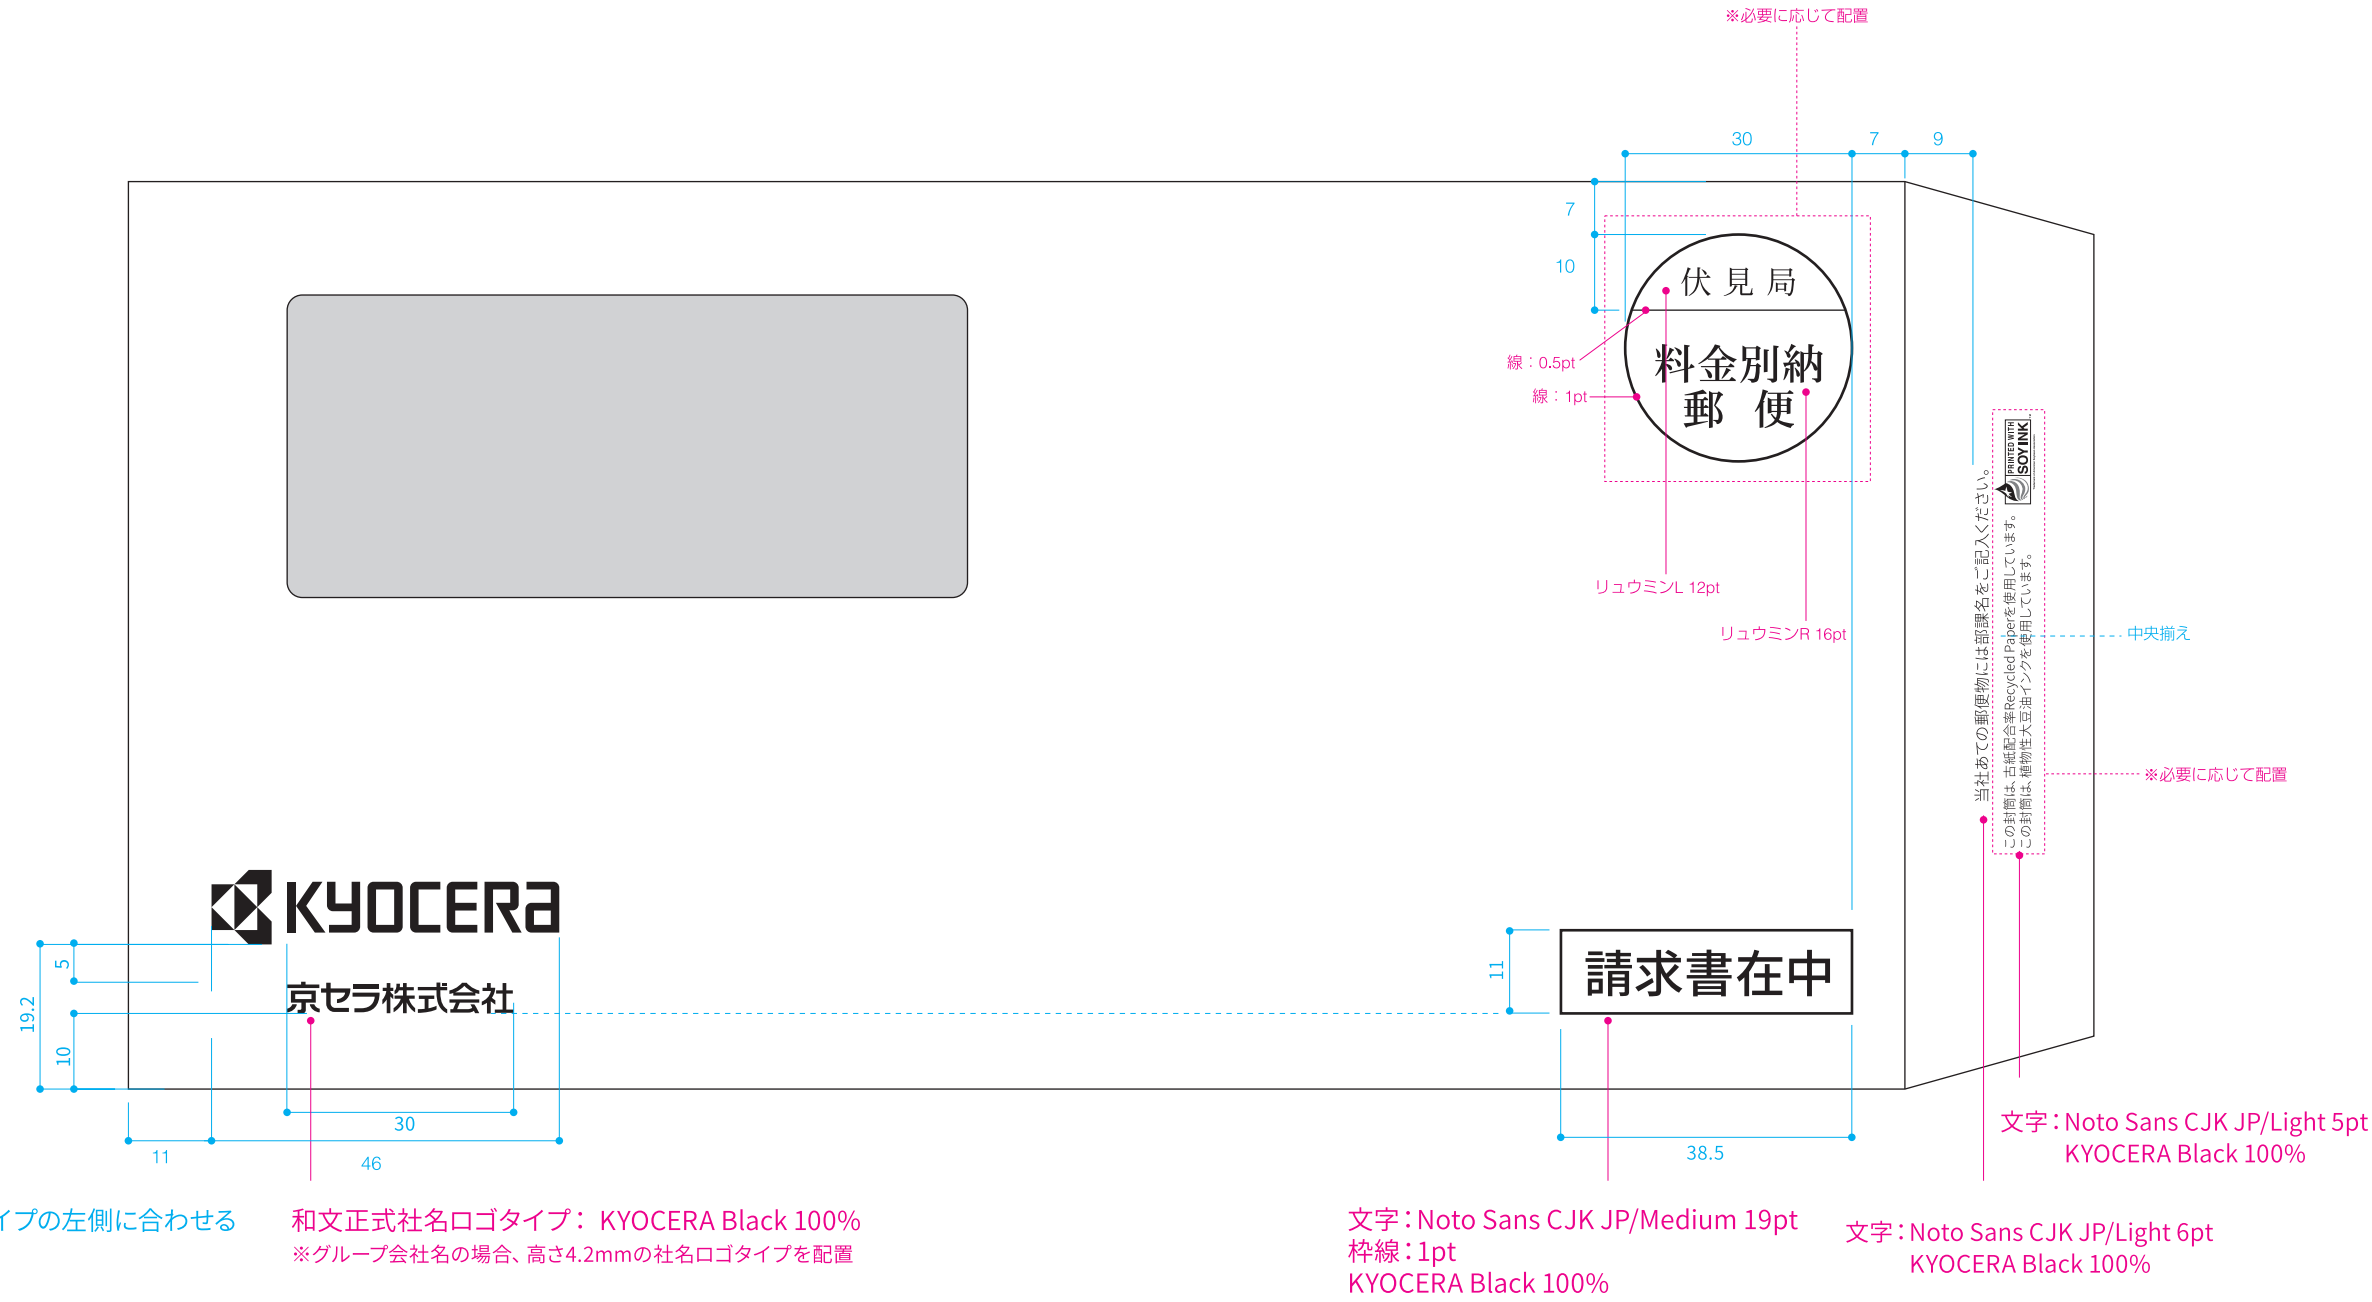 ※必要に応じて配置
30
7
9
7
10
伏見局
料金別納
郵便
線：0.5pt
線：1pt
リュウミンL 12pt
リュウミンR 16pt
PRINTED WITH
SOY INK
当社あての郵便物には部課名をご記入ください。
この封筒は、古紙配合率Recycled Paperを使用しています。
この封筒は、植物性大豆油インクを使用しています。
中央揃え
※必要に応じて配置
KYOCERA
京セラ株式会社
5
19.2
10
30
11
46
請求書在中
11
38.5
イプの左側に合わせる
和文正式社名ロゴタイプ： KYOCERA Black 100%
※グループ会社名の場合、高さ4.2mmの社名ロゴタイプを配置
文字：Noto Sans CJK JP/Medium 19pt
枠線：1pt
KYOCERA Black 100%
文字：Noto Sans CJK JP/Light 6pt
KYOCERA Black 100%
文字：Noto Sans CJK JP/Light 5pt
KYOCERA Black 100%